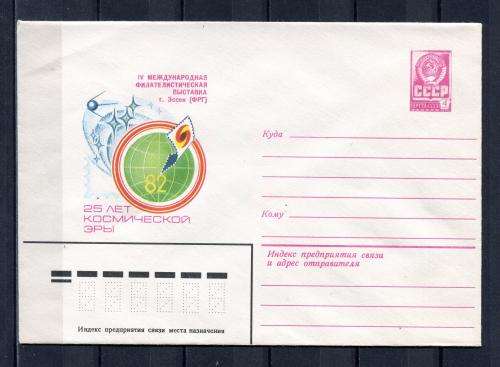 IV МЕЖДУНАРОДНАЯ
ФИЛАТЕЛИСТИЧЕСКАЯ
ВЫСТАВКА
г. Эссен (ФРГ)
82
25 ЛЕТ
КОСМИЧЕСКОЙ
ЭРЫ
СССР
Куда
Кому
Индекс предприятия связи
и адрес отправителя
Индекс предприятия связи места назначения